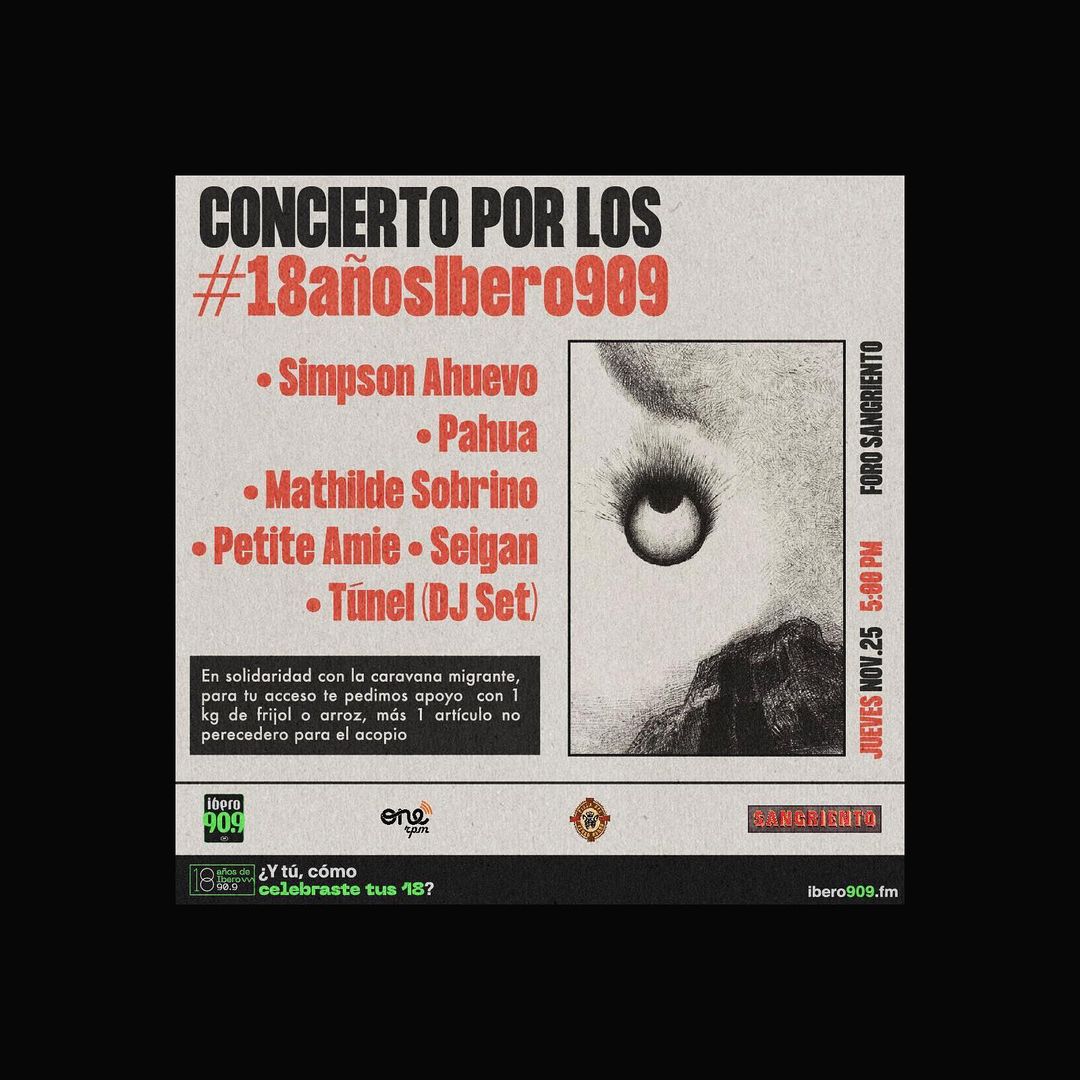 CONCIERTO POR LOS
#18añosIbero909
• Simpson Ahuevo
• Pahua
• Mathilde Sobrino
• Petite Amie • Seigan
• Túnel (DJ Set)
En solidaridad con la caravana migrante,
para tu acceso te pedimos apoyo con 1
kg de frijol o arroz, más 1 artículo no
perecedero para el acopio
JUEVES NOV.25 5:00 PM FORO SANGRIENTO
ibero
90.9
one
rpm
SANGRIENTO
18 años de
Ibero
90.9
¿Y tú, cómo
celebraste tus 18?
ibero909.fm